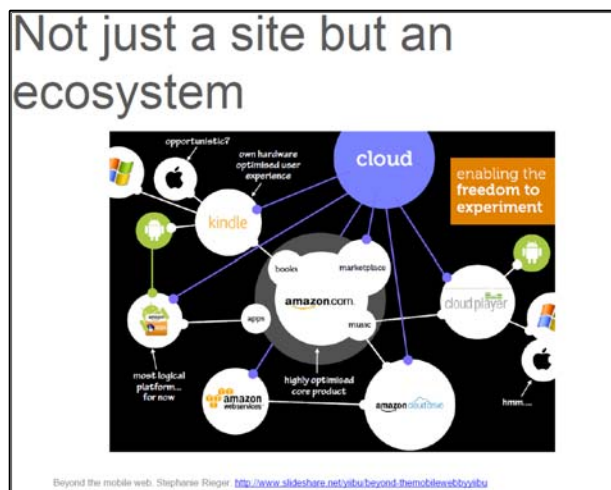 Not just a site but an
ecosystem
opportunistic?
own hardware
optimised user
experience
cloud
enabling the
freedom to
experiment
kindle
books
marketplace
amazon.com
cloud player
apps
music
most logical
platform...
for now
highly optimised
core product
amazon
webservices
amazon clouddrive
hmm....
Beyond the mobile web. Stephanie Rieger. http://www.slideshare.net/yiibu/beyond-themobilewebbyyiibu